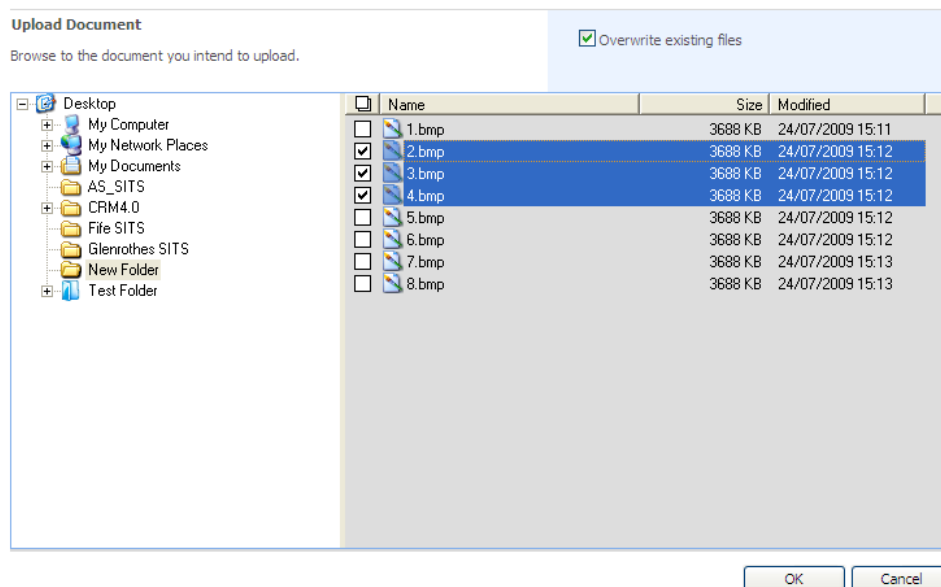 Upload Document
Overwrite existing files
Browse to the document you intend to upload.
Desktop
My Computer
My Network Places
My Documents
AS_SITS
CRM4.0
Fife SITS
Glenrothes SITS
New Folder
Test Folder
Name Size Modified
1.bmp 3688 KB 24/07/2009 15:11
2.bmp 3688 KB 24/07/2009 15:12
3.bmp 3688 KB 24/07/2009 15:12
4.bmp 3688 KB 24/07/2009 15:12
5.bmp 3688 KB 24/07/2009 15:12
6.bmp 3688 KB 24/07/2009 15:12
7.bmp 3688 KB 24/07/2009 15:13
8.bmp 3688 KB 24/07/2009 15:13
OK Cancel